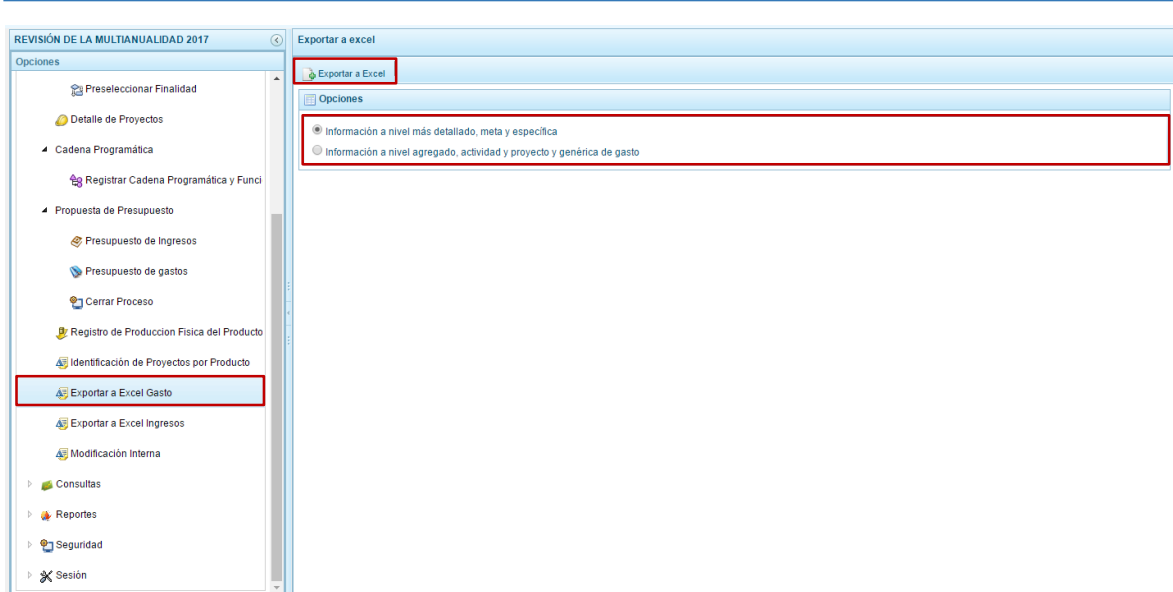 REVISIÓN DE LA MULTIANUALIDAD 2017
Opciones
Preseleccionar Finalidad
Detalle de Proyectos
Cadena Programática
Registrar Cadena Programática y Funci
Propuesta de Presupuesto
Presupuesto de Ingresos
Presupuesto de gastos
Cerrar Proceso
Registro de Produccion Fisica del Producto
Identificación de Proyectos por Producto
Exportar a Excel Gasto
Exportar a Excel Ingresos
Modificación Interna
Consultas
Reportes
Seguridad
Sesión
Exportar a excel
Exportar a Excel
Opciones
Información a nivel más detallado, meta y específica
Información a nivel agregado, actividad y proyecto y genérica de gasto